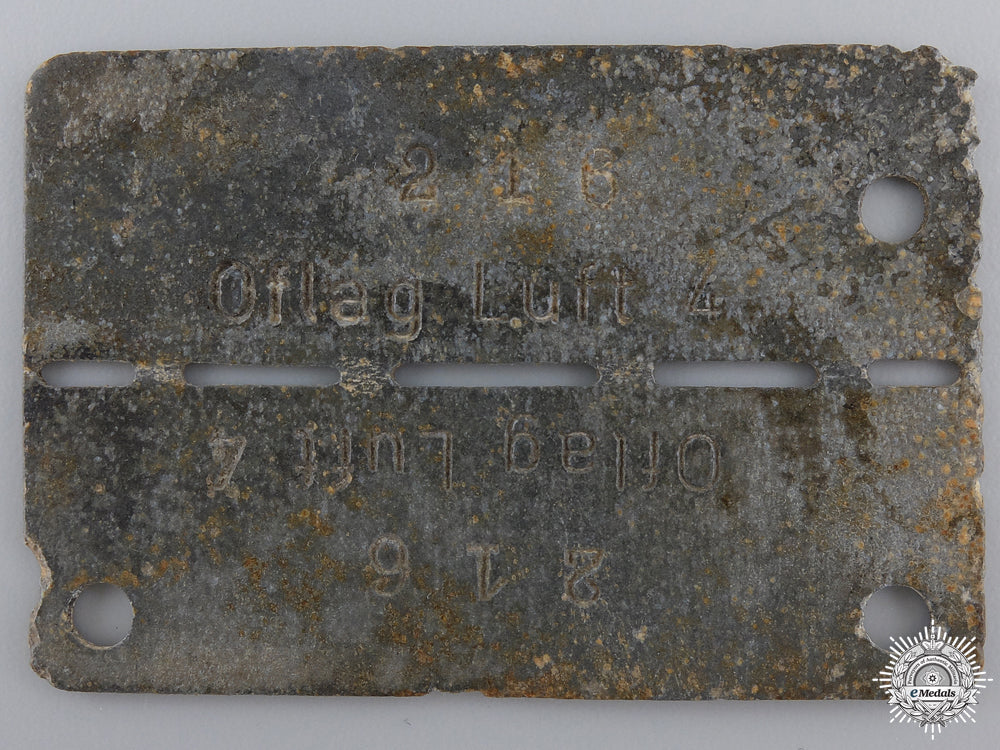 216
Oflag Luft 4
Oflag Luft 4
216
eMedals